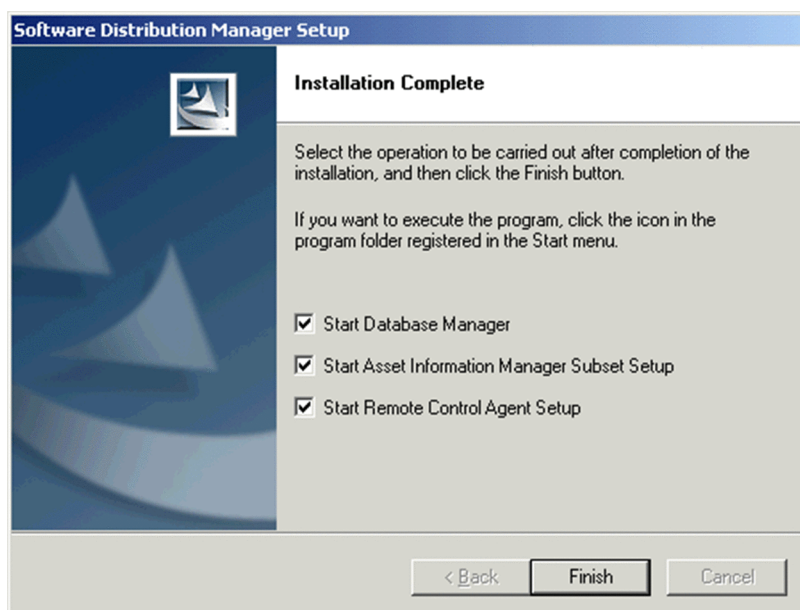 Software Distribution Manager Setup
Installation Complete
Select the operation to be carried out after completion of the
installation, and then click the Finish button.
If you want to execute the program, click the icon in the
program folder registered in the Start menu.
Start Database Manager
Start Asset Information Manager Subset Setup
Start Remote Control Agent Setup
< Back
Finish
Cancel